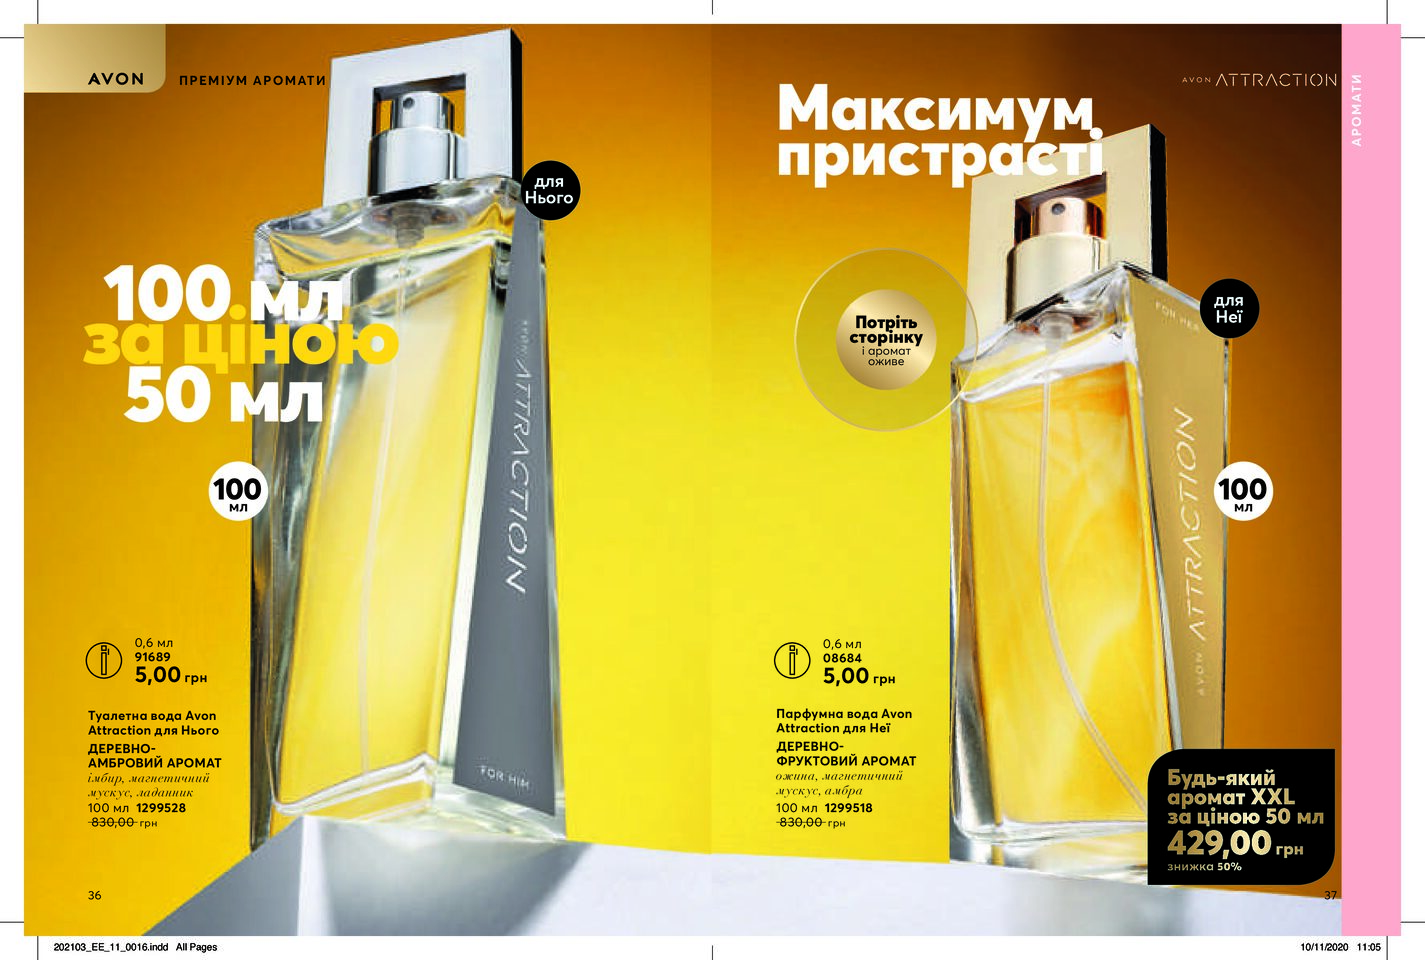 AVON
ПРЕМІУМ АРОМАТИ
для
Нього
100 мл
за ціною
50 мл
100
мл
AVON ATTRACTION
FOR HIM
0,6 мл
91689
5,00 грн
Туалетна вода Avon
Attraction для Нього
ДЕРЕВНО-
АМБРОВИЙ АРОМАТ
імбир, магнетичний
мускус, ладанник
100 мл 1299528
830,00 грн
36
AVON ATTRACTION
АРОМАТИ
Максимум
пристрасті
для
Неї
Потріть
сторінку
і аромат
оживе
FOR HER
AVON ATTRACTION
100
мл
0,6 мл
08684
5,00 грн
Парфумна вода Avon
Attraction для Неї
ДЕРЕВНО-
ФРУКТОВИЙ АРОМАТ
ожина, магнетичний
мускус, амбра
100 мл 1299518
830,00 грн
Будь-який
аромат XXL
за ціною 50 мл
429,00 грн
знижка 50%
37
202103_EE_11_0016.indd All Pages
10/11/2020 11:05